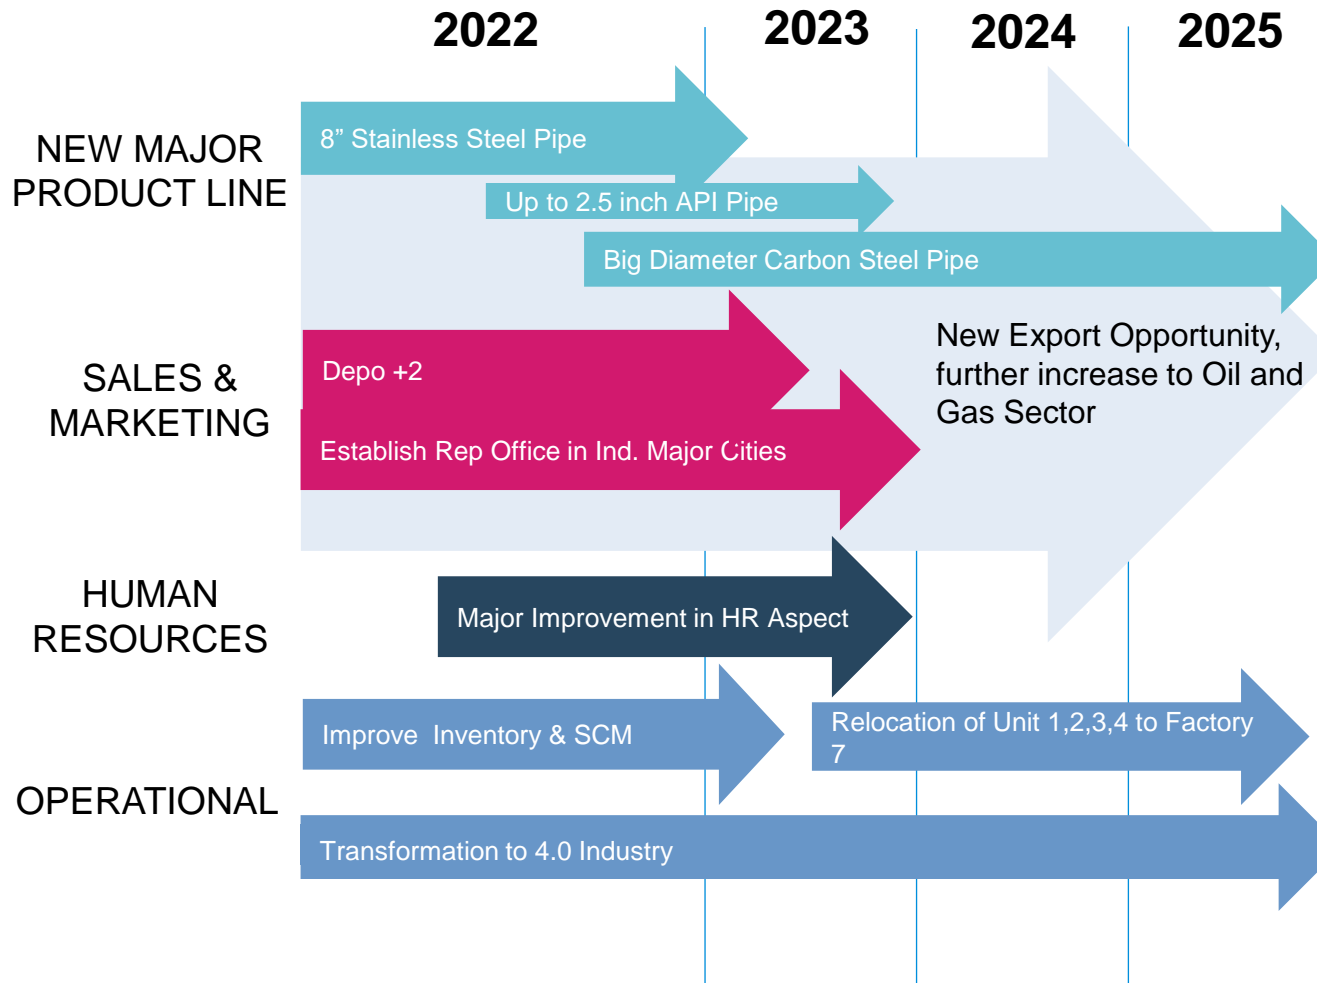 2022
2023
2024
2025
NEW MAJOR
PRODUCT LINE
8” Stainless Steel Pipe
Up to 2.5 inch API Pipe
Big Diameter Carbon Steel Pipe
SALES &
MARKETING
Depo +2
Establish Rep Office in Ind. Major Cities
New Export Opportunity,
further increase to Oil and
Gas Sector
HUMAN
RESOURCES
Major Improvement in HR Aspect
OPERATIONAL
Improve Inventory & SCM
Relocation of Unit 1,2,3,4 to Factory
7
Transformation to 4.0 Industry